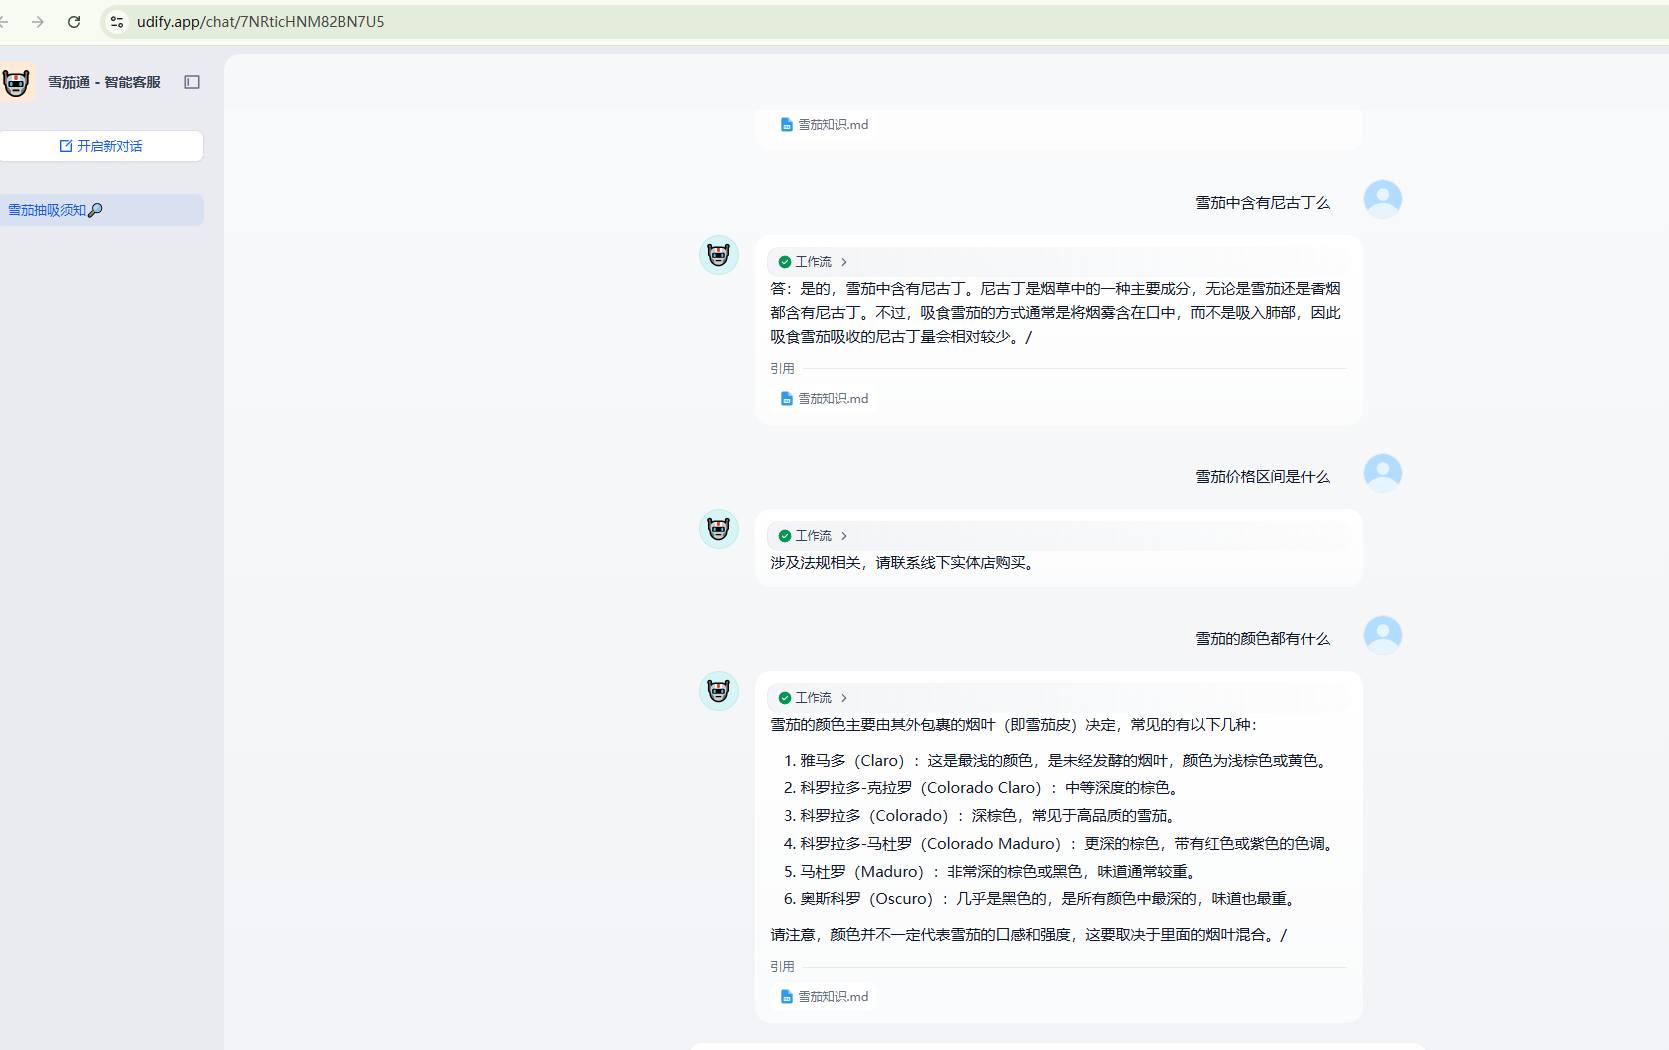 udify.app/chat/7NRticHNM82BN7U5
雪茄通 - 智能客服
开启新对话
雪茄抽吸须知
雪茄知识.md
雪茄中含有尼古丁么
工作流
答：是的，雪茄中含有尼古丁。尼古丁是烟草中的一种主要成分，无论是雪茄还是香烟
都含有尼古丁。不过，吸食雪茄的方式通常是将烟雾含在口中，而不是吸入肺部，因此
吸食雪茄吸收的尼古丁量会相对较少。/
引用
雪茄知识.md
雪茄价格区间是什么
工作流
涉及法规相关，请联系线下实体店购买。
雪茄的颜色都有什么
工作流
雪茄的颜色主要由其外包裹的烟叶（即雪茄皮）决定，常见的有以下几种：
1. 雅马多（Claro）：这是最浅的颜色，是未经发酵的烟叶，颜色为浅棕色或黄色。
2. 科罗拉多-克拉罗（Colorado Claro）：中等深度的棕色。
3. 科罗拉多（Colorado）：深棕色，常见于高品质的雪茄。
4. 科罗拉多-马杜罗（Colorado Maduro）：更深的棕色，带有红色或紫色的色调。
5. 马杜罗（Maduro）：非常深的棕色或黑色，味道通常较重。
6. 奥斯科罗（Oscuro）：几乎是黑色的，是所有颜色中最深的，味道也最重。
请注意，颜色并不一定代表雪茄的口感和强度，这要取决于里面的烟叶混合。/
引用
雪茄知识.md